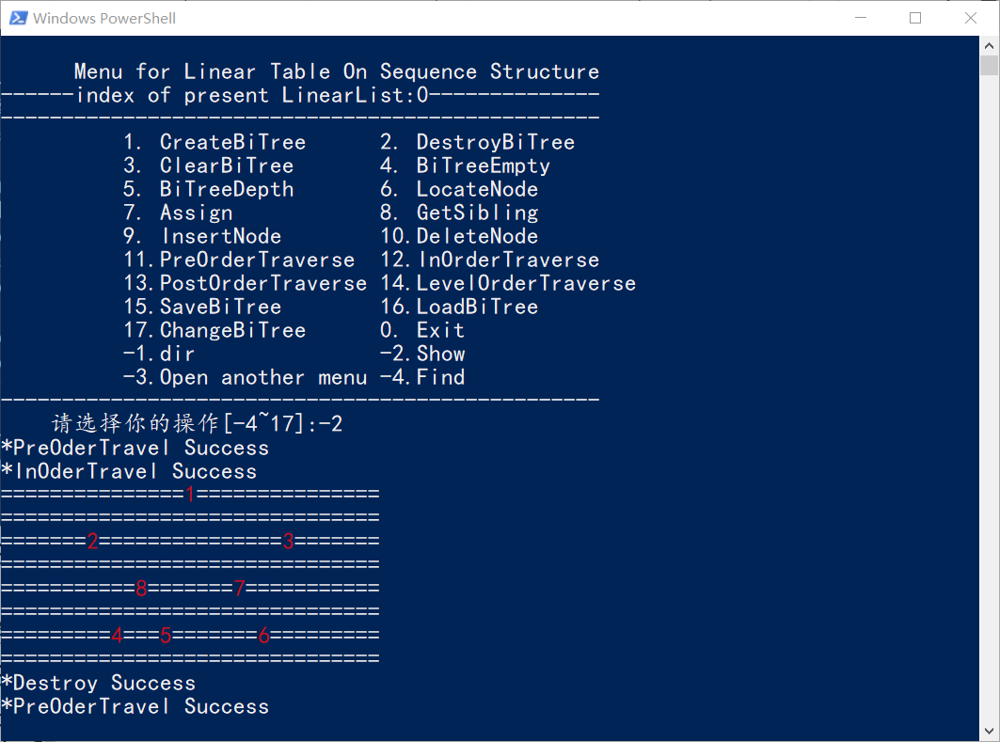 Windows PowerShell
Menu for Linear Table On Sequence Structure
------index of present LinearList:0--------------
-------------------------------------------------
1. CreateBiTree 2. DestroyBiTree
3. ClearBiTree 4. BiTreeEmpty
5. BiTreeDepth 6. LocateNode
7. Assign 8. GetSibling
9. InsertNode 10.DeleteNode
11.PreOrderTraverse 12.InOrderTraverse
13.PostOrderTraverse 14.LevelOrderTraverse
15.SaveBiTree 16.LoadBiTree
17.ChangeBiTree 0. Exit
-1.dir -2.Show
-3.Open another menu -4.Find
-------------------------------------------------
请选择你的操作[-4~17]:-2
*PreOderTravel Success
*InOderTravel Success
===============1===============
===============================
=======2===============3=======
===============================
===========8=======7===========
===============================
=========4===5=======6=========
===============================
*Destroy Success
*PreOderTravel Success